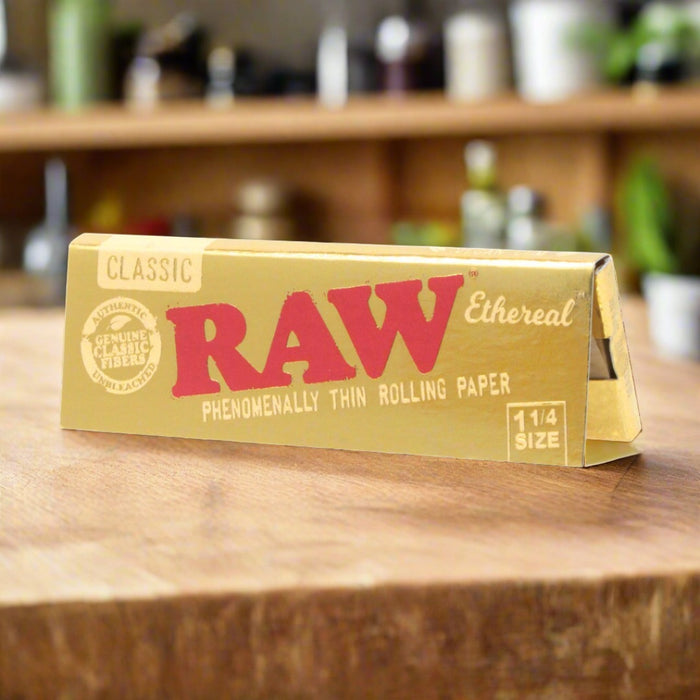 CLASSIC
AUTHENTIC
GENUINE
CLASSIC
FIBERS
UNBLEACHED
RAW®
Ethereal
PHENOMENALLY THIN ROLLING PAPER
1 1/4
SIZE